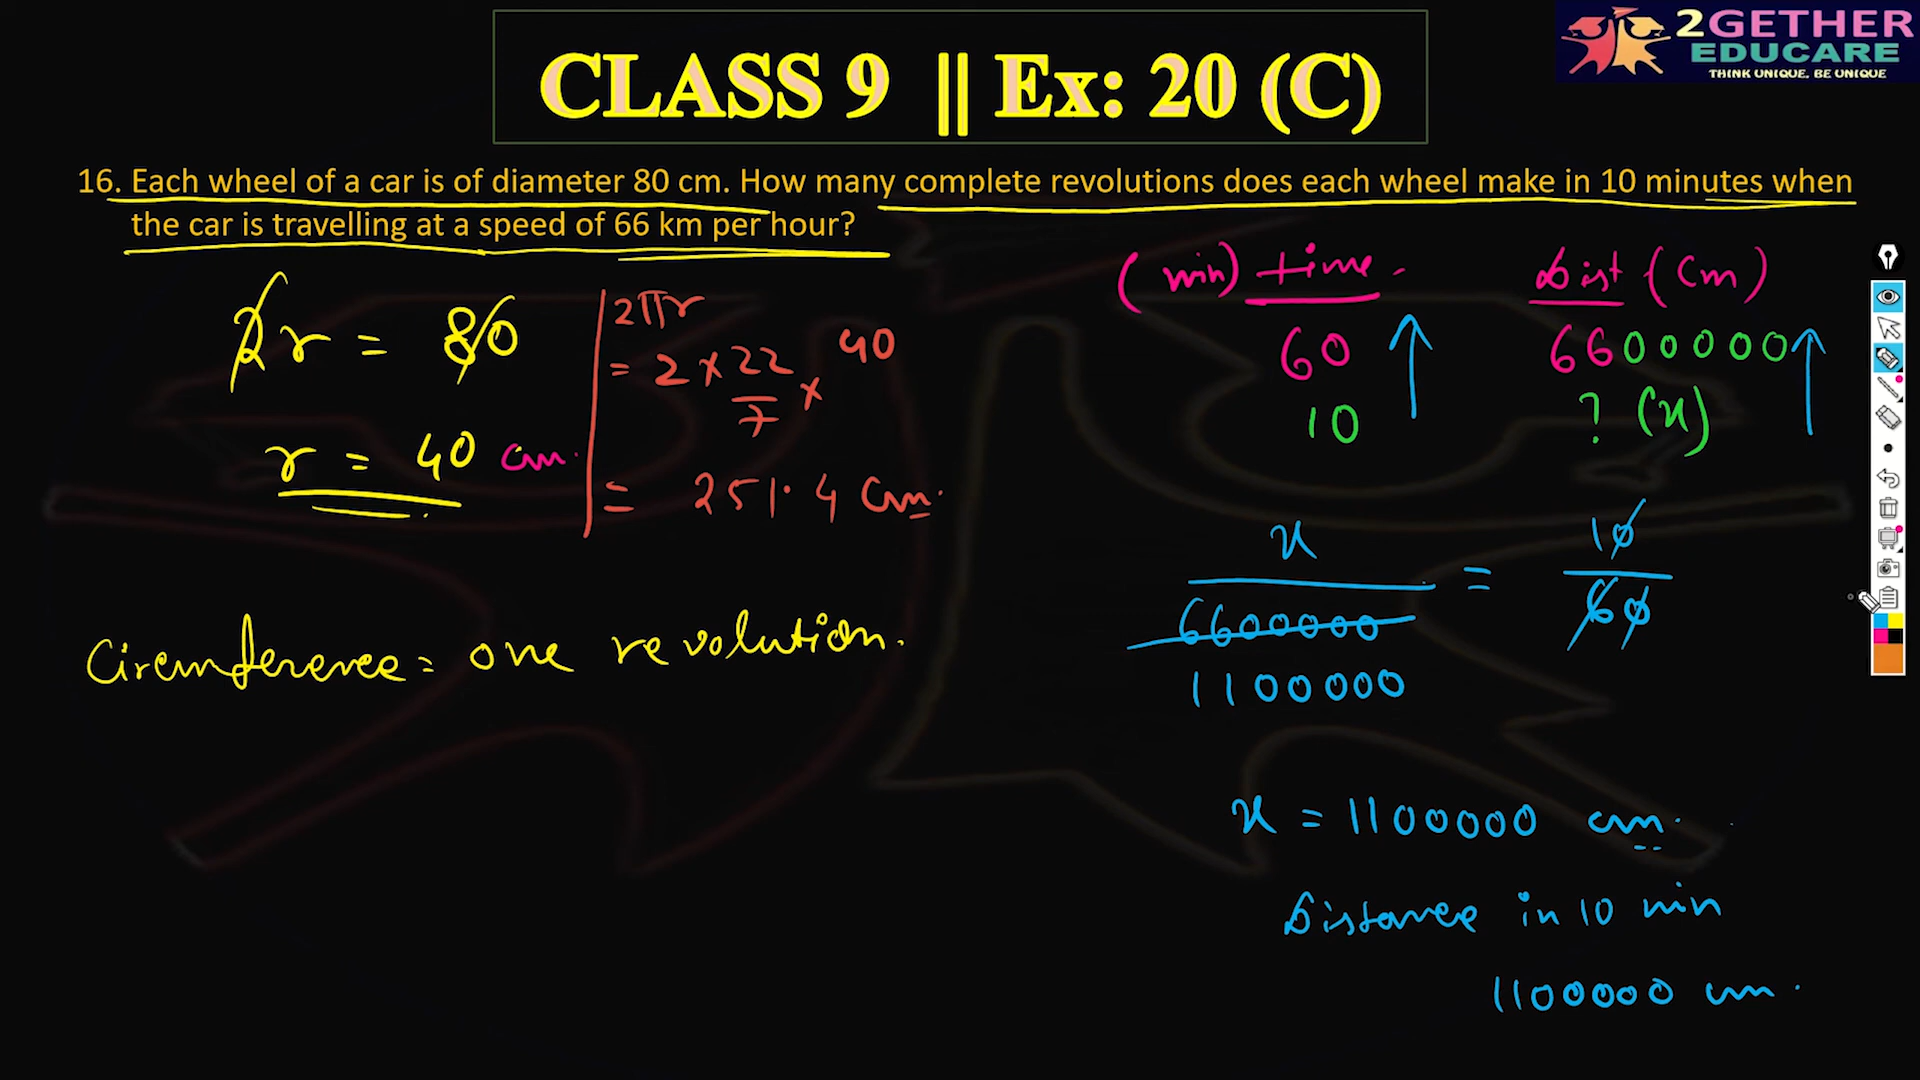 2GETHER
EDUCARE
THINK UNIQUE. BE UNIQUE
CLASS 9 || Ex: 20 (C)
16. Each wheel of a car is of diameter 80 cm. How many complete revolutions does each wheel make in 10 minutes when
the car is travelling at a speed of 66 km per hour?
2r = 80
r = 40 cm.
2πr
= 2 × 22/7 × 40
= 251.4 cm.
Circumference = one revolution.
(min) time. dist (cm)
60 6600000
10 ? (x)
x/6600000 = 10/60
1100000
x = 1100000 cm.
Distance in 10 min
1100000 cm.